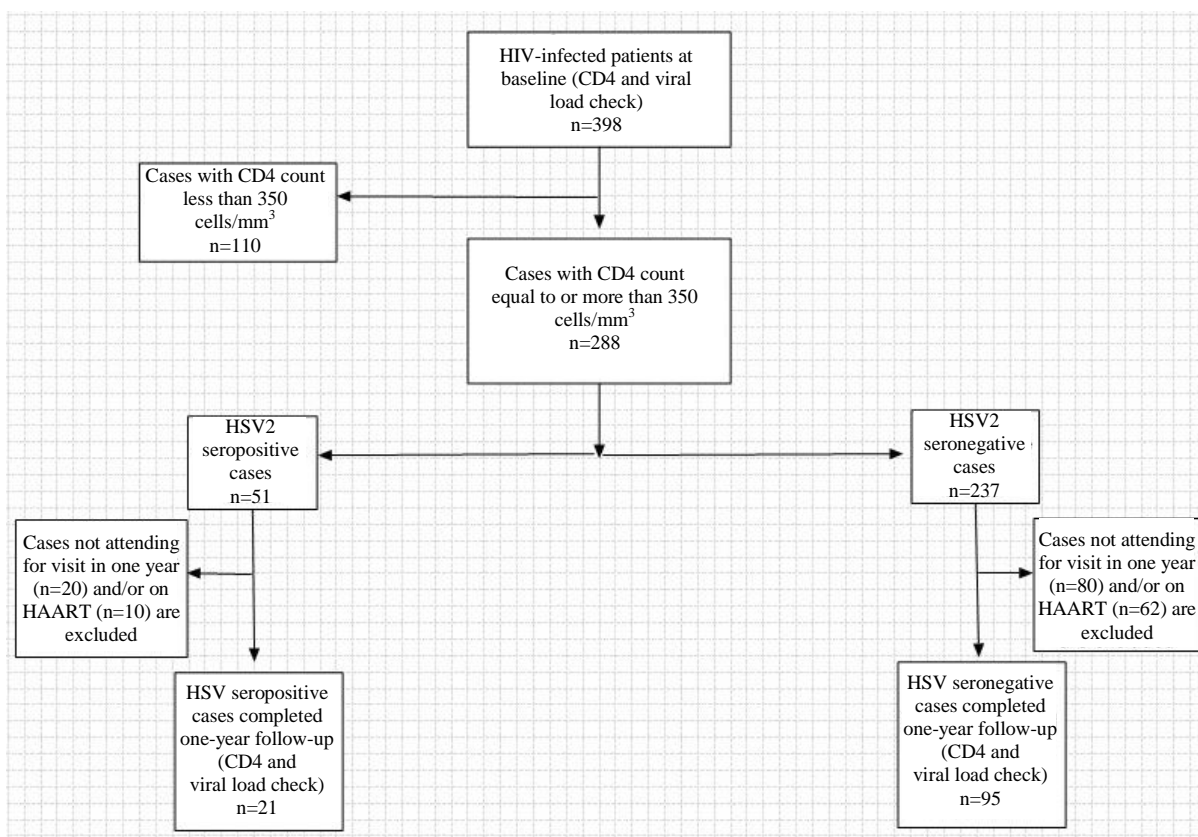 HIV-infected patients at
baseline (CD4 and viral
load check)
n=398
Cases with CD4 count
less than 350
cells/mm³
n=110
Cases with CD4 count
equal to or more than 350
cells/mm³
n=288
HSV2
seropositive
cases
n=51
HSV2
seronegative
cases
n=237
Cases not attending
for visit in one year
(n=20) and/or on
HAART (n=10) are
excluded
Cases not attending
for visit in one year
(n=80) and/or on
HAART (n=62) are
excluded
HSV seropositive
cases completed
one-year follow-up
(CD4 and
viral load check)
n=21
HSV seronegative
cases completed
one-year follow-up
(CD4 and
viral load check)
n=95